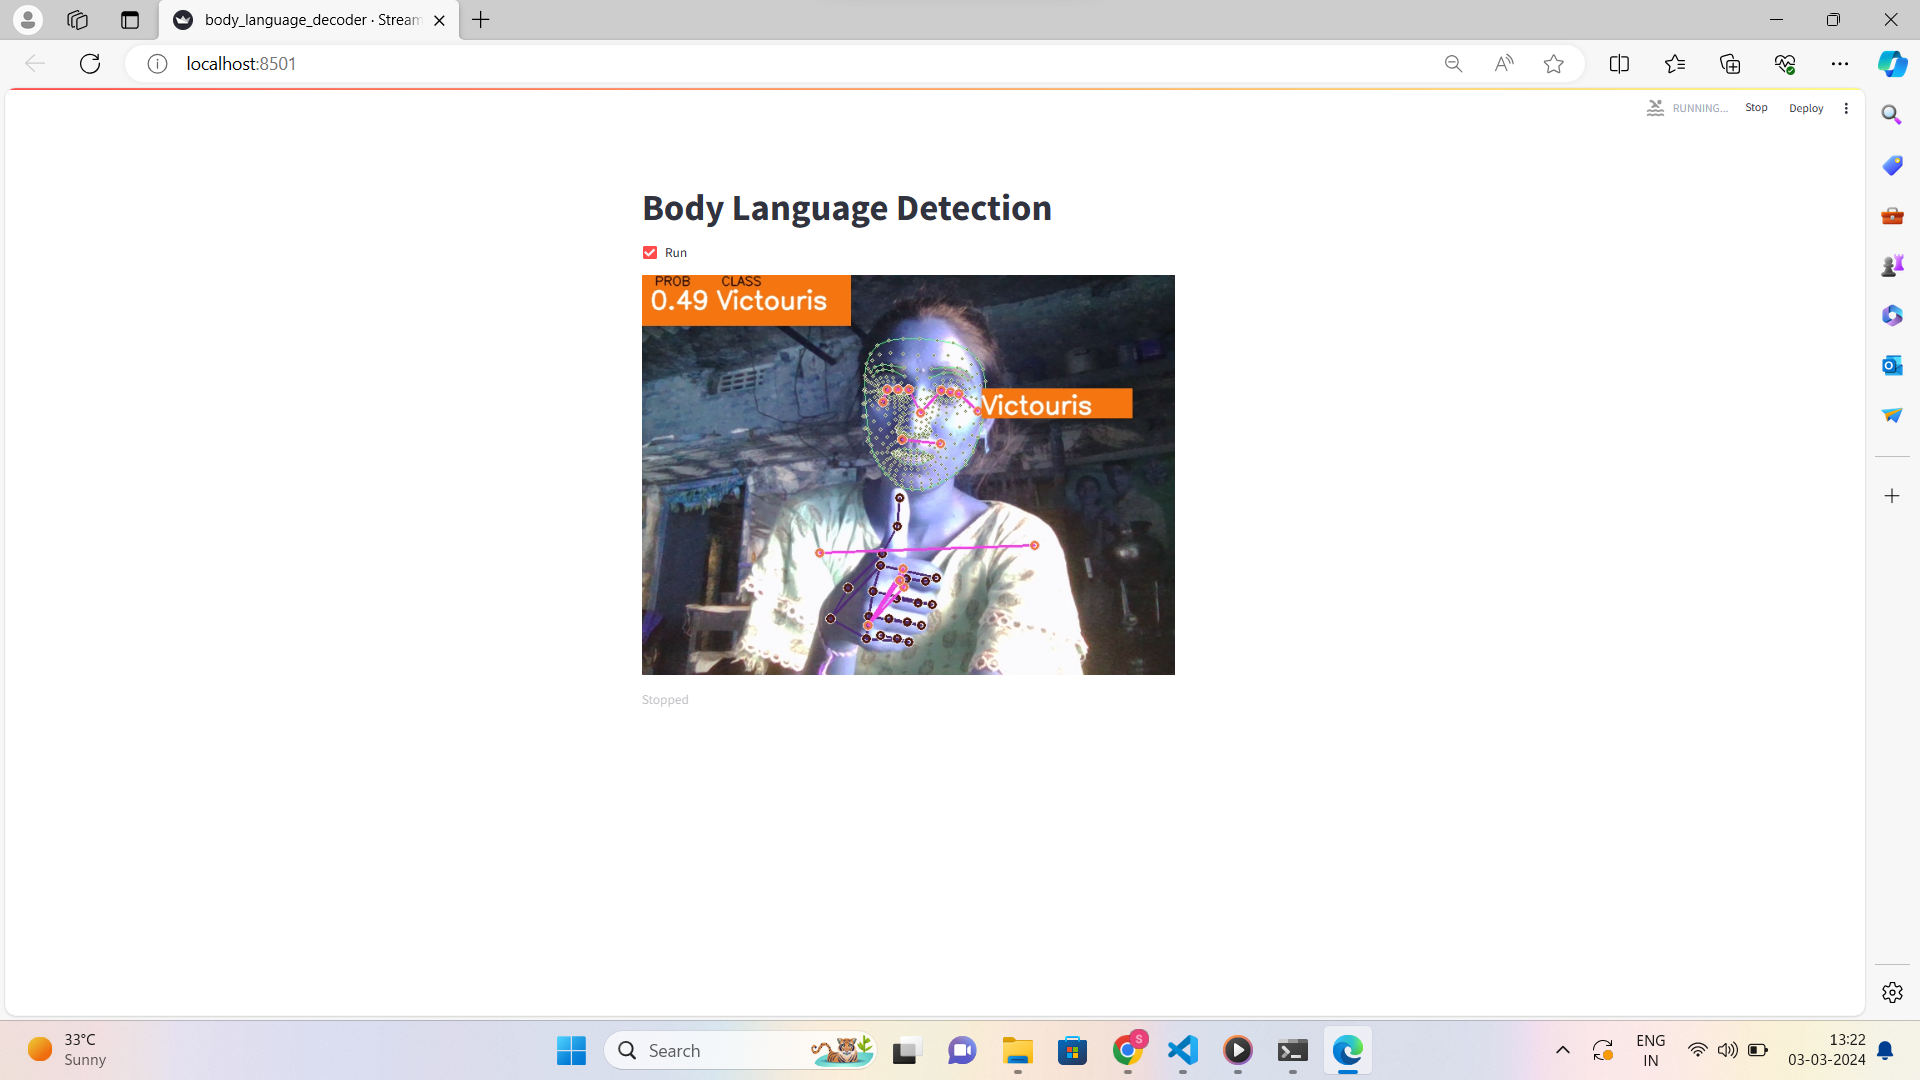 body_language_decoder · Stream
localhost:8501
RUNNING...
Stop
Deploy
Body Language Detection
Run
PROB CLASS
0.49 Victouris
Victouris
Stopped
33°C
Sunny
Search
S
ENG
IN
13:22
03-03-2024